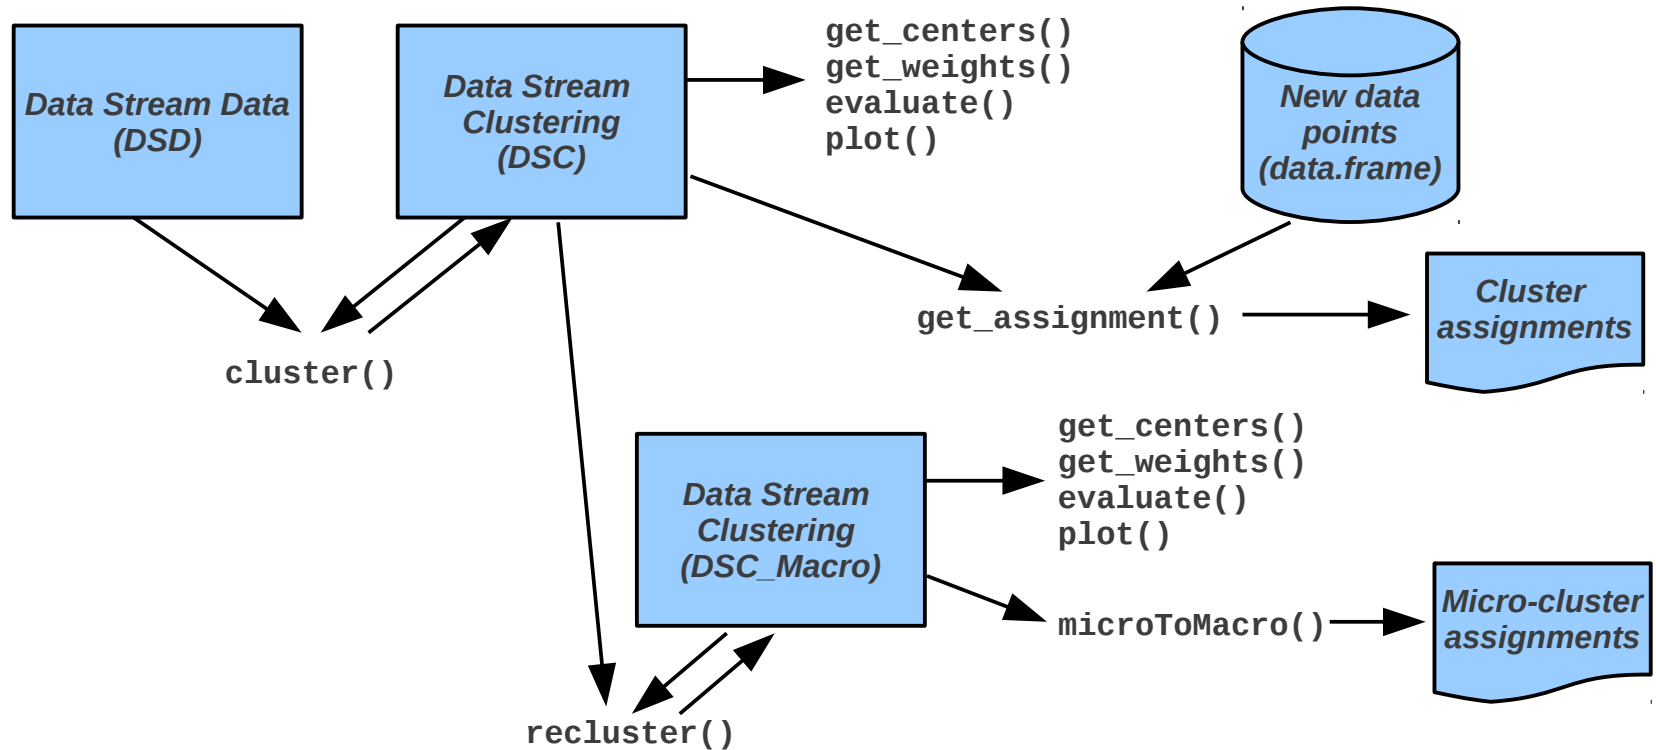 Data Stream Data
(DSD)
Data Stream
Clustering
(DSC)
get_centers()
get_weights()
evaluate()
plot()
New data
points
(data.frame)
cluster()
get_assignment()
Cluster
assignments
Data Stream
Clustering
(DSC_Macro)
get_centers()
get_weights()
evaluate()
plot()
microToMacro()
Micro-cluster
assignments
recluster()